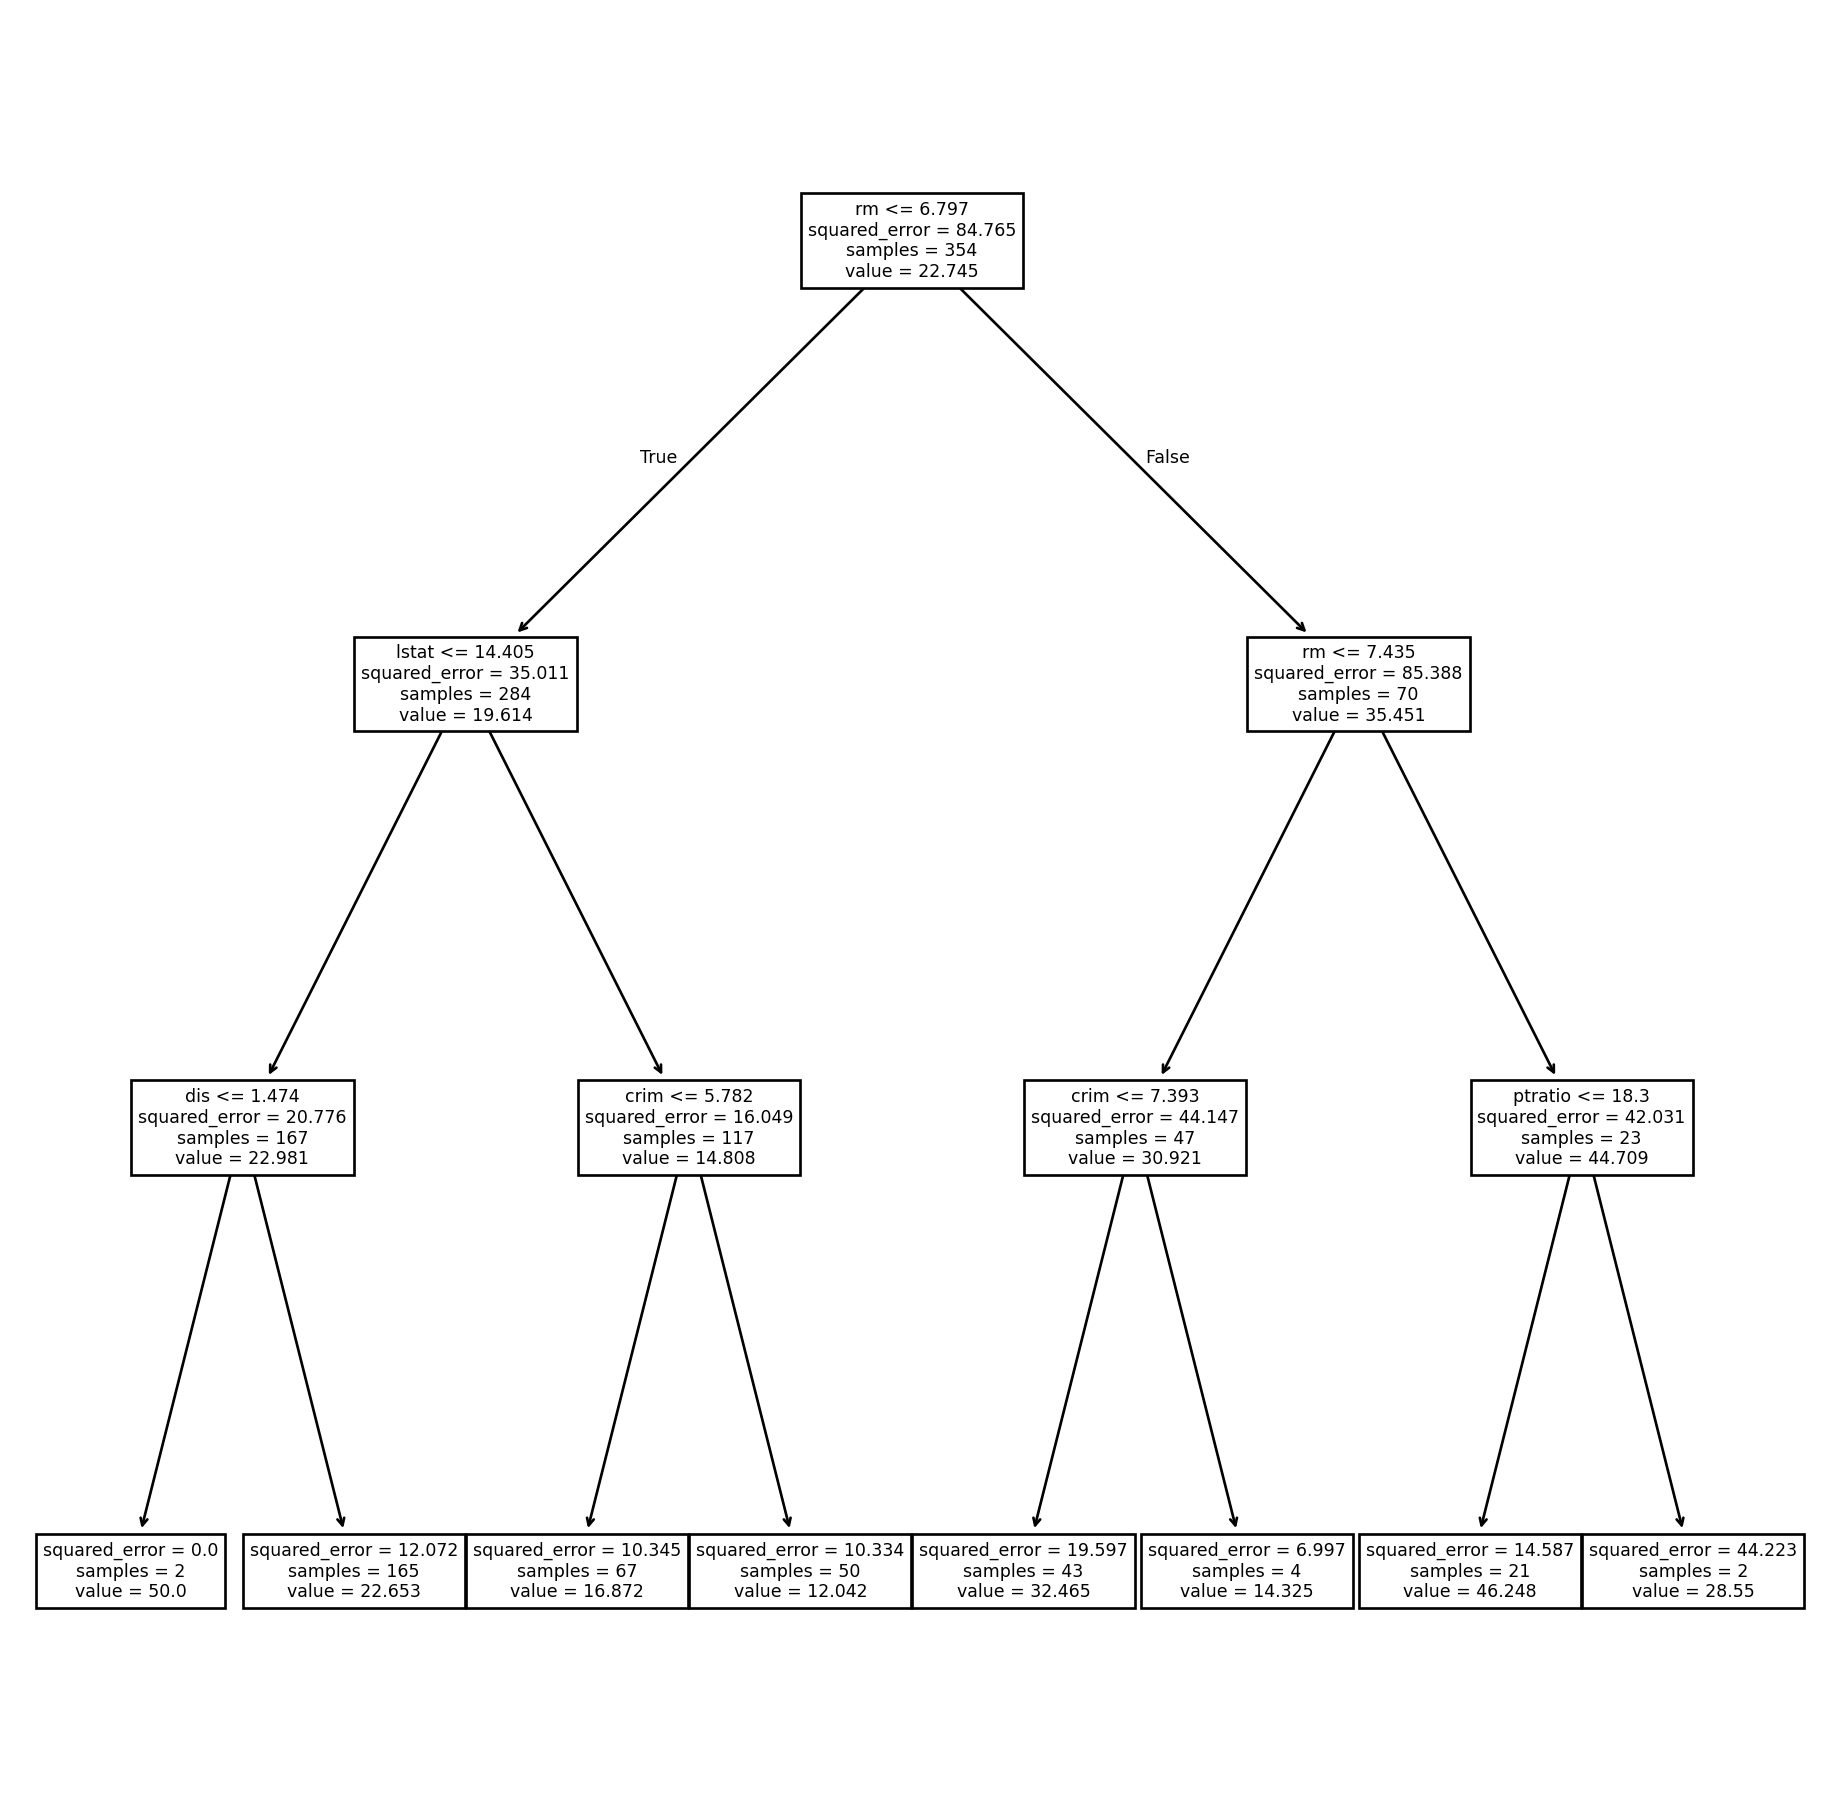 rm <= 6.797
squared_error = 84.765
samples = 354
value = 22.745
True
False
lstat <= 14.405
squared_error = 35.011
samples = 284
value = 19.614
rm <= 7.435
squared_error = 85.388
samples = 70
value = 35.451
dis <= 1.474
squared_error = 20.776
samples = 167
value = 22.981
crim <= 5.782
squared_error = 16.049
samples = 117
value = 14.808
crim <= 7.393
squared_error = 44.147
samples = 47
value = 30.921
ptratio <= 18.3
squared_error = 42.031
samples = 23
value = 44.709
squared_error = 0.0
samples = 2
value = 50.0
squared_error = 12.072
samples = 165
value = 22.653
squared_error = 10.345
samples = 67
value = 16.872
squared_error = 10.334
samples = 50
value = 12.042
squared_error = 19.597
samples = 43
value = 32.465
squared_error = 6.997
samples = 4
value = 14.325
squared_error = 14.587
samples = 21
value = 46.248
squared_error = 44.223
samples = 2
value = 28.55